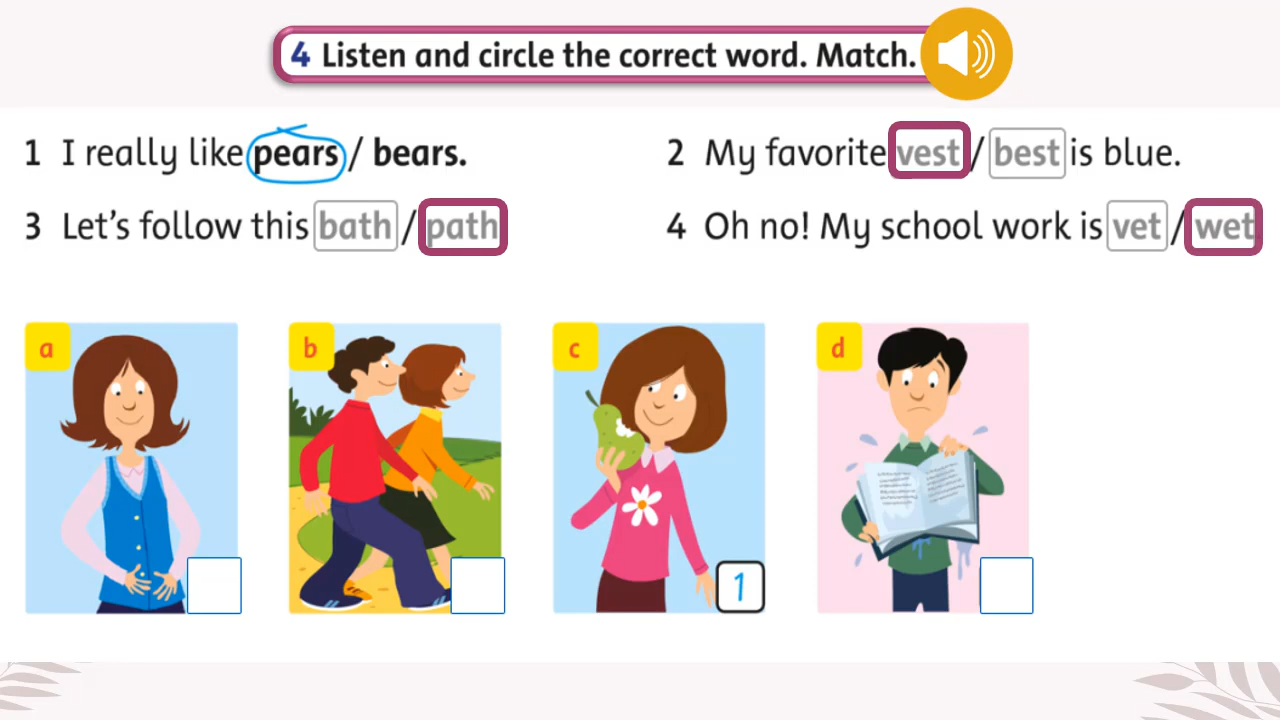 4 Listen and circle the correct word. Match.
1 I really like pears / bears.
2 My favorite vest / best is blue.
3 Let's follow this bath / path
4 Oh no! My school work is vet / wet
a
b
c
d
1